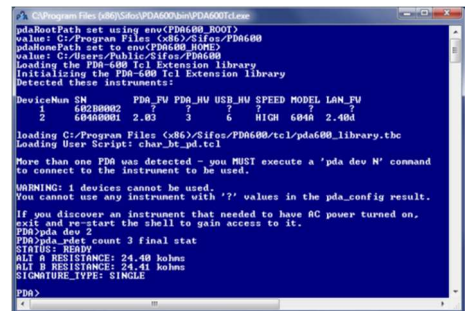 C:\Program Files (x86)\Sifos\PDA600\bin\PDA600Tcl.exe
pdaRootPath set using env(PDA600_ROOT)
value: C:/Program Files (x86)/Sifos/PDA600
pdaHomePath set to env(PDA600_HOME)
value: C:/Users/Public/Sifos/PDA600
Loading the PDA-600 Tcl Extension library
Initializing the PDA-600 Tcl Extension library
Detected these instruments:
DeviceNum SN PDA_FW PDA_HW USB_HW SPEED MODEL LAN_FW
1 602B0002 ? ? ? ? ? ?
2 604A0001 2.03 3 6 HIGH 604A 2.40d
loading C:/Program Files (x86)/Sifos/PDA600/tcl/pda600_library.tbc
Loading User Script: char_bt_pd.tcl
More than one PDA was detected - you MUST execute a 'pda dev N' command
to connect to the instrument to be used.
WARNING: 1 devices cannot be used.
You cannot use any instrument with '?' values in the pda_config result.
If you discover an instrument that needed to have AC power turned on,
exit and re-start the shell to gain access to it.
PDA>pda dev 2
PDA>pda_rdet count 3 final stat
STATUS: READY
ALT A RESISTANCE: 24.40 kohms
ALT B RESISTANCE: 24.41 kohms
SIGNATURE_TYPE: SINGLE
PDA>